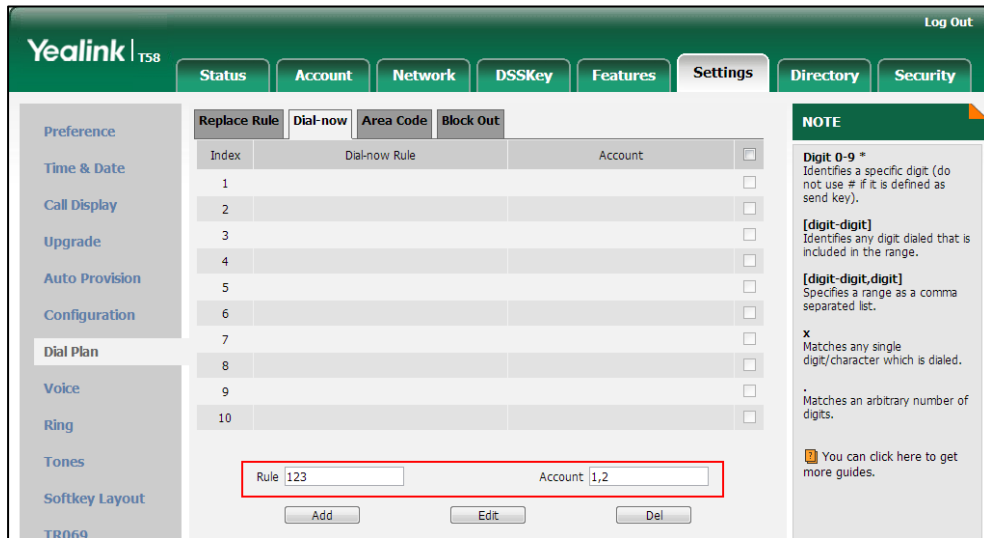 Log Out
Yealink T58
Status Account Network DSSKey Features Settings Directory Security
Preference
Time & Date
Call Display
Upgrade
Auto Provision
Configuration
Dial Plan
Voice
Ring
Tones
Softkey Layout
TR069
Replace Rule Dial-now Area Code Block Out
Index Dial-now Rule Account
1
2
3
4
5
6
7
8
9
10
Rule 123 Account 1,2
Add Edit Del
NOTE
Digit 0-9 *
Identifies a specific digit (do
not use # if it is defined as
send key).
[digit-digit]
Identifies any digit dialed that is
included in the range.
[digit-digit,digit]
Specifies a range as a comma
separated list.
x
Matches any single
digit/character which is dialed.
.
Matches an arbitrary number of
digits.
You can click here to get
more guides.